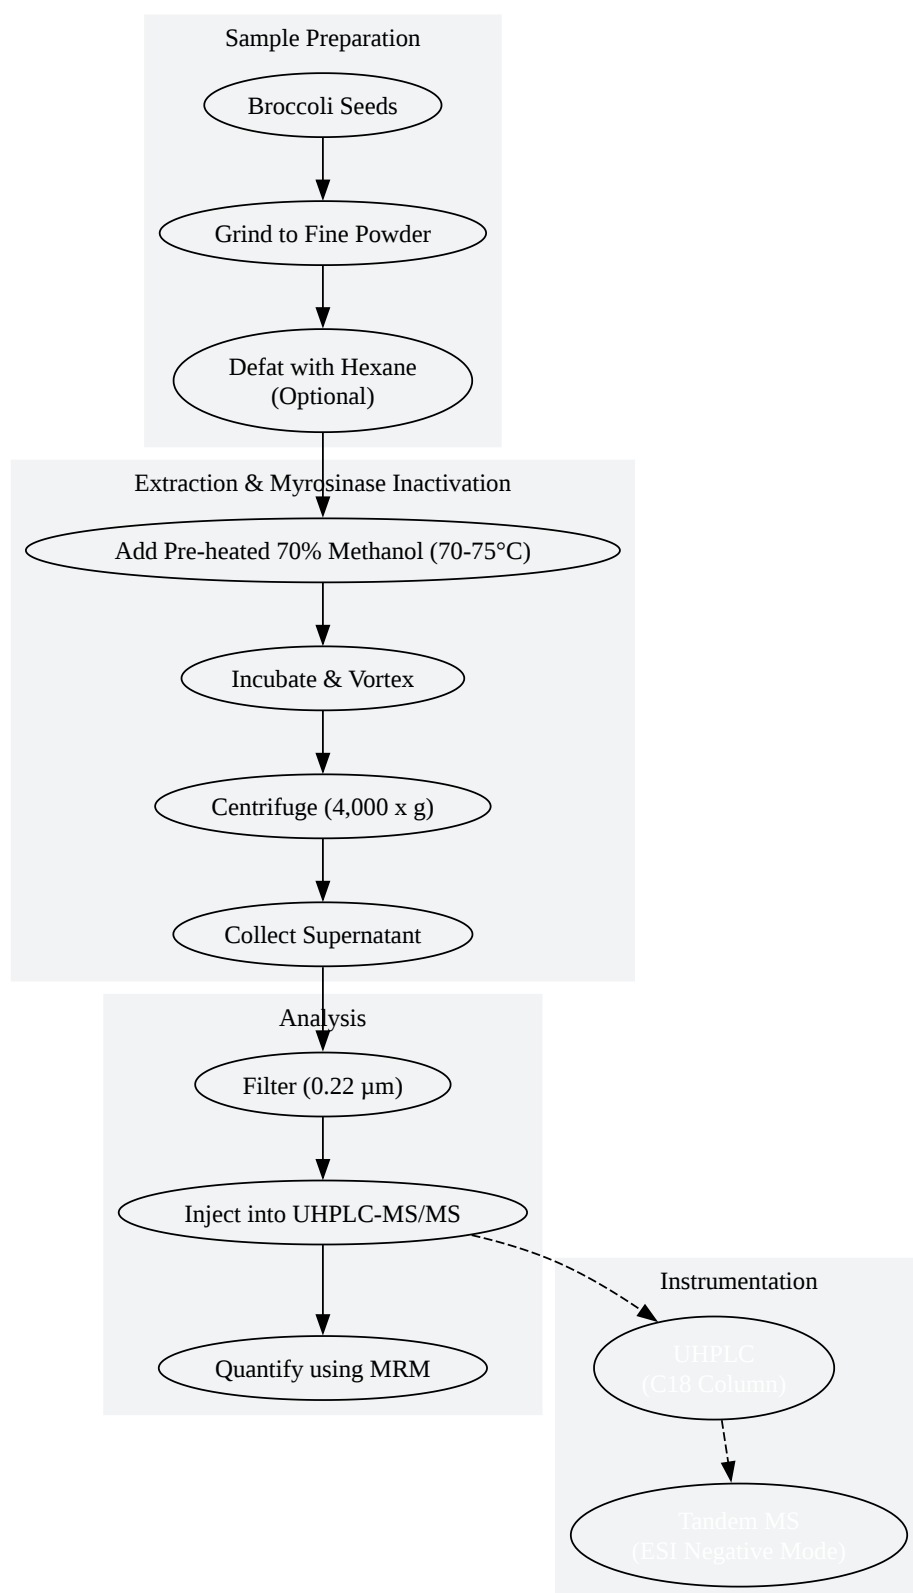 Sample Preparation
Broccoli Seeds
Grind to Fine Powder
Defat with Hexane
(Optional)
Extraction & Myrosinase Inactivation
Add Pre-heated 70% Methanol (70-75°C)
Incubate & Vortex
Centrifuge (4,000 x g)
Collect Supernatant
Analysis
Filter (0.22 µm)
Inject into UHPLC-MS/MS
Quantify using MRM
Instrumentation
UHPLC
(C18 Column)
Tandem MS
(ESI Negative Mode)